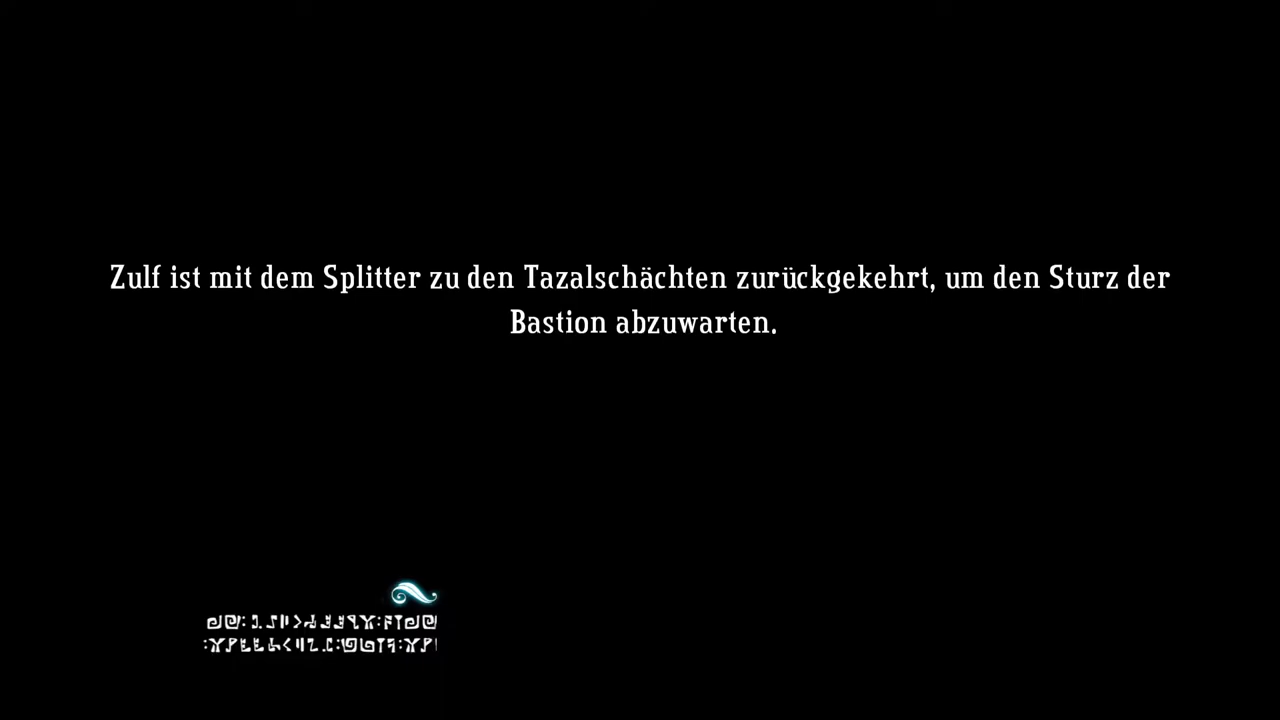 Zulf ist mit dem Splitter zu den Tazalschächten zurückgekehrt, um den Sturz der
Bastion abzuwarten.